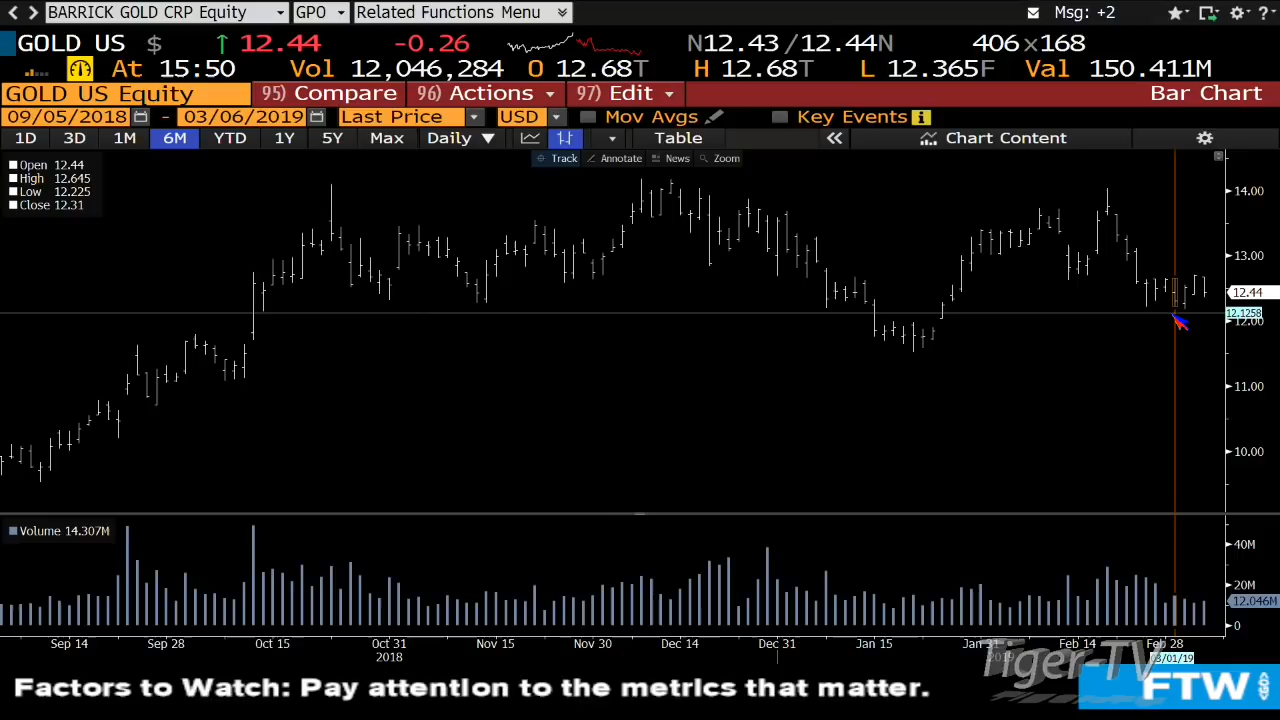 BARRICK GOLD CRP Equity GPO Related Functions Menu Msg: +2 ?
GOLD US $ ↑ 12.44 -0.26 N12.43 /12.44N 406x168
At 15:50 Vol 12,046,284 O 12.68T H 12.68T L 12.365F Val 150.411M
GOLD US Equity 95) Compare 96) Actions 97) Edit Bar Chart
09/05/2018 - 03/06/2019 Last Price USD Mov Avgs Key Events i
1D 3D 1M 6M YTD 1Y 5Y Max Daily ▼ Table « Chart Content
Track Annotate News Zoom
Open 12.44
High 12.645
Low 12.225
Close 12.31
14.00
13.00
12.44
12.1258
12.00
11.00
10.00
Volume 14.307M
40M
20M
12.046M
0
Sep 14 Sep 28 Oct 15 Oct 31 Nov 15 Nov 30 Dec 14 Dec 31 Jan 15 Jan 31 Feb 14 Feb 28
2018 2019 03/01/19
Tiger-TV
Factors to Watch: Pay attention to the metrics that matter.
FTW